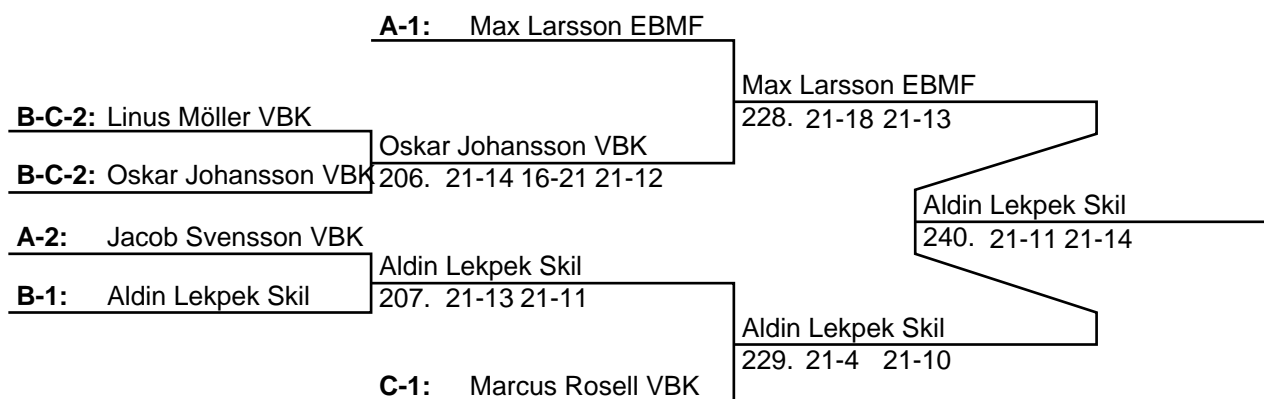 A-1: Max Larsson EBMF
Max Larsson EBMF
B-C-2: Linus Möller VBK
228. 21-18 21-13
Oskar Johansson VBK
B-C-2: Oskar Johansson VBK
206. 21-14 16-21 21-12
Aldin Lekpek Skil
A-2: Jacob Svensson VBK
240. 21-11 21-14
Aldin Lekpek Skil
B-1: Aldin Lekpek Skil
207. 21-13 21-11
Aldin Lekpek Skil
229. 21-4 21-10
C-1: Marcus Rosell VBK